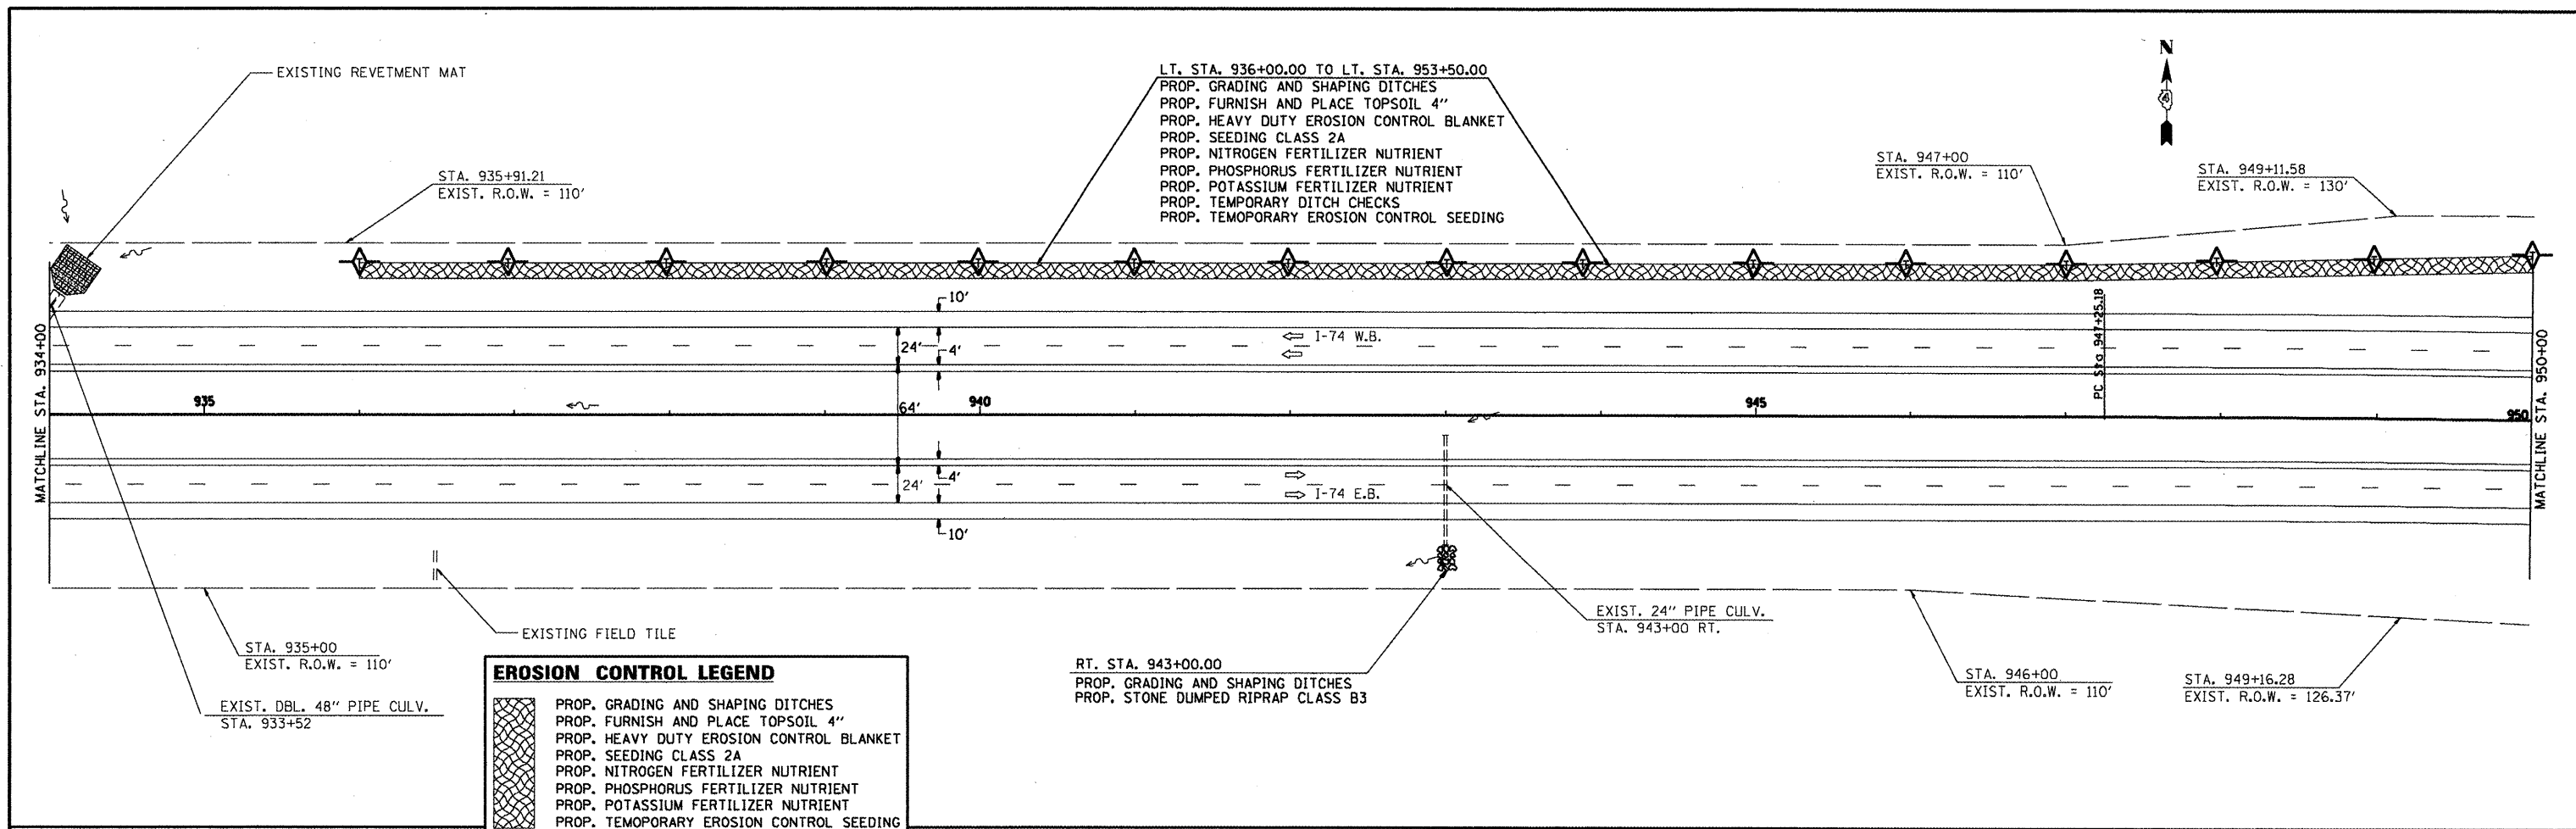 EXISTING REVETMENT MAT
LT. STA. 936+00.00 TO LT. STA. 953+50.00
PROP. GRADING AND SHAPING DITCHES
PROP. FURNISH AND PLACE TOPSOIL 4"
PROP. HEAVY DUTY EROSION CONTROL BLANKET
PROP. SEEDING CLASS 2A
PROP. NITROGEN FERTILIZER NUTRIENT
PROP. PHOSPHORUS FERTILIZER NUTRIENT
PROP. POTASSIUM FERTILIZER NUTRIENT
PROP. TEMPORARY DITCH CHECKS
PROP. TEMOPORARY EROSION CONTROL SEEDING
N
STA. 935+91.21
EXIST. R.O.W. = 110'
STA. 947+00
EXIST. R.O.W. = 110'
STA. 949+11.58
EXIST. R.O.W. = 130'
T T T T T T T T T T T T T T T
10'
24'
4'
I-74 W.B.
PC Sta 947+25.18
MATCHLINE STA. 934+00
MATCHLINE STA. 950+00
935
64'
940
945
950
4'
24'
I-74 E.B.
10'
EXISTING FIELD TILE
EXIST. 24" PIPE CULV.
STA. 943+00 RT.
STA. 935+00
EXIST. R.O.W. = 110'
RT. STA. 943+00.00
PROP. GRADING AND SHAPING DITCHES
PROP. STONE DUMPED RIPRAP CLASS B3
STA. 946+00
EXIST. R.O.W. = 110'
STA. 949+16.28
EXIST. R.O.W. = 126.37'
EXIST. DBL. 48" PIPE CULV.
STA. 933+52
EROSION CONTROL LEGEND
PROP. GRADING AND SHAPING DITCHES
PROP. FURNISH AND PLACE TOPSOIL 4"
PROP. HEAVY DUTY EROSION CONTROL BLANKET
PROP. SEEDING CLASS 2A
PROP. NITROGEN FERTILIZER NUTRIENT
PROP. PHOSPHORUS FERTILIZER NUTRIENT
PROP. POTASSIUM FERTILIZER NUTRIENT
PROP. TEMOPORARY EROSION CONTROL SEEDING